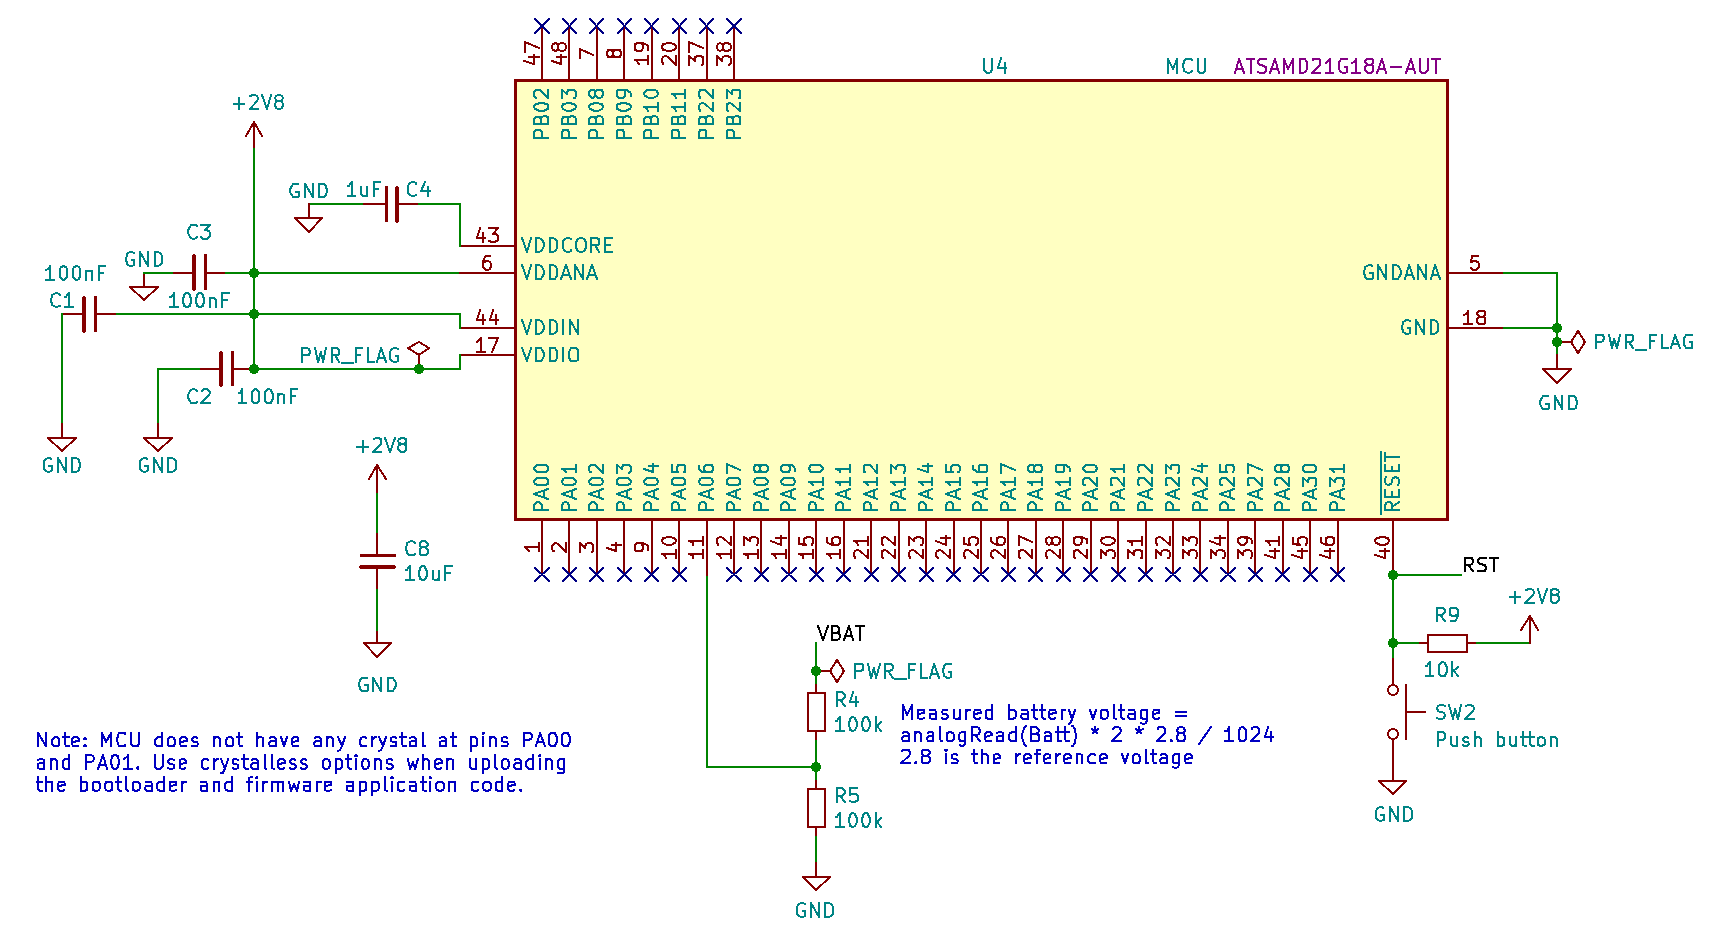 47 48 7 8 19 20 37 38
U4 MCU ATSAMD21G18A-AUT
PB02 PB03 PB08 PB09 PB10 PB11 PB22 PB23
+2V8
GND 1uF C4
C3
43 VDDCORE
GND
6 VDDANA
GNDANA 5
100nF
C1 100nF
44 VDDIN
GND 18
PWR_FLAG
17 VDDIO
PWR_FLAG
C2 100nF
GND
GND GND
+2V8
PA00 PA01 PA02 PA03 PA04 PA05 PA06 PA07 PA08 PA09 PA10 PA11 PA12 PA13 PA14 PA15 PA16 PA17 PA18 PA19 PA20 PA21 PA22 PA23 PA24 PA25 PA27 PA28 PA30 PA31 RESET
1 2 3 4 9 10 11 12 13 14 15 16 21 22 23 24 25 26 27 28 29 30 31 32 33 34 39 41 45 46 40
C8
10uF
RST
+2V8
R9
10k
VBAT
PWR_FLAG
GND
R4
100k
Measured battery voltage =
analogRead(Batt) * 2 * 2.8 / 1024
2.8 is the reference voltage
SW2
Push button
Note: MCU does not have any crystal at pins PA00
and PA01. Use crystalless options when uploading
the bootloader and firmware application code.
R5
100k
GND
GND